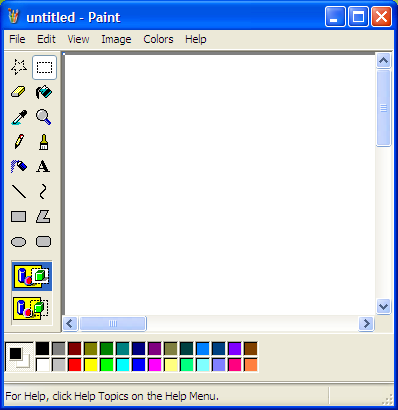 untitled - Paint
File Edit View Image Colors Help
A
For Help, click Help Topics on the Help Menu.